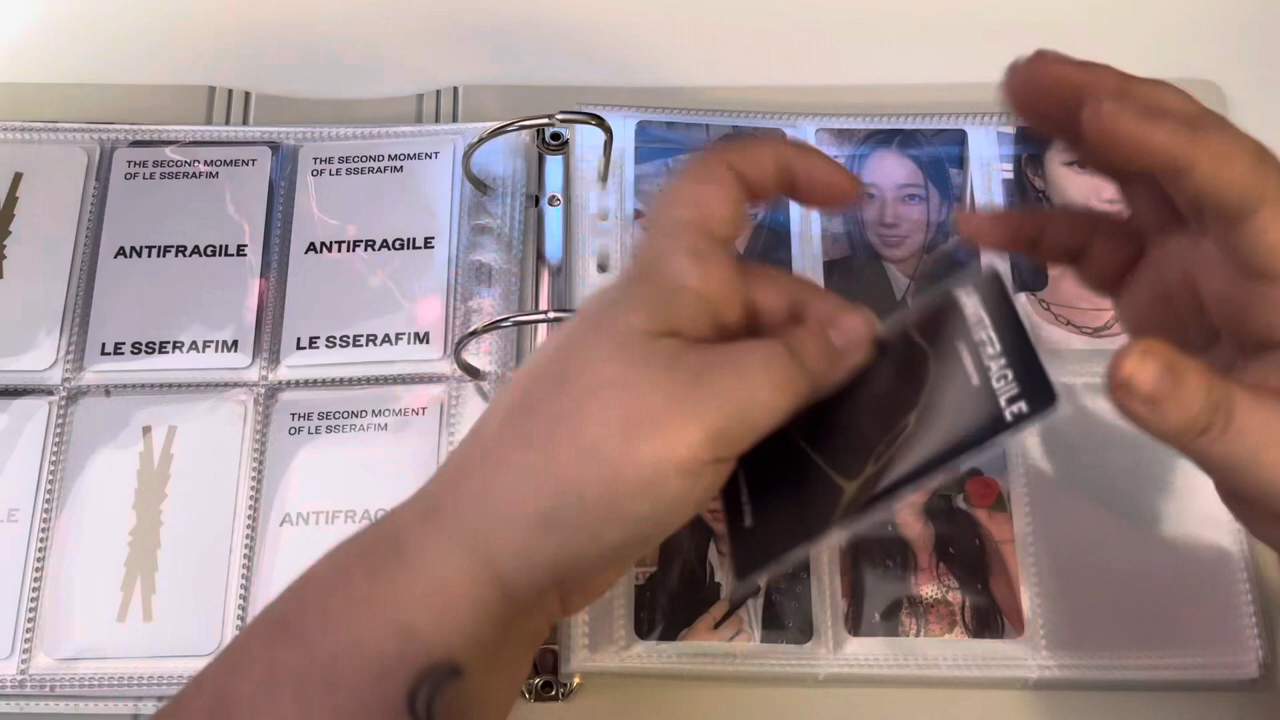 THE SECOND MOMENT
OF LE SSERAFIM
ANTIFRAGILE
LE SSERAFIM
THE SECOND MOMENT
OF LE SSERAFIM
ANTIFRAGILE
LE SSERAFIM
LE
THE SECOND MOMENT
OF LE SSERAFIM
ANTIFRAG
ANTIFRAGILE